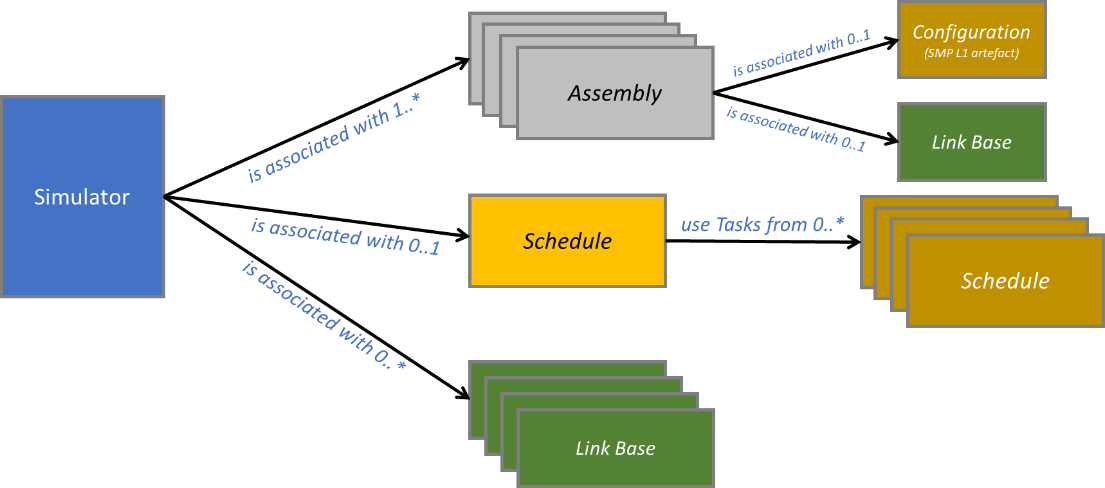 Simulator
is associated with 1..*
Assembly
is associated with 0..1
Configuration
(SMP L1 artefact)
is associated with 0..1
Link Base
is associated with 0..1
Schedule
use Tasks from 0..*
Schedule
is associated with 0.. *
Link Base